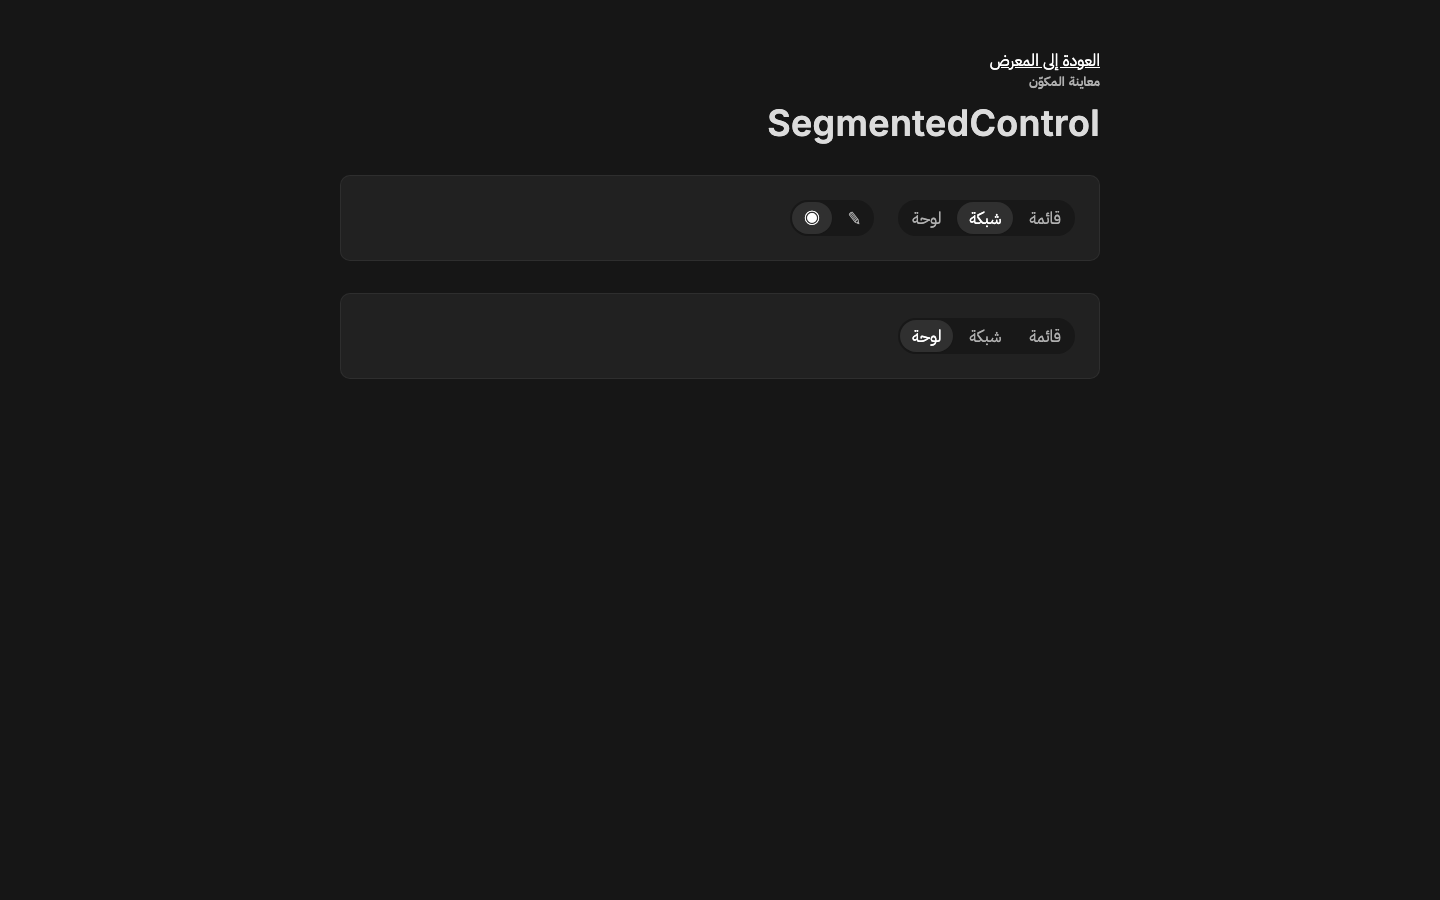 العودة إلى المعرض
معاينة المكوّن
SegmentedControl
قائمة شبكة لوحة ✎ ◉
قائمة شبكة لوحة